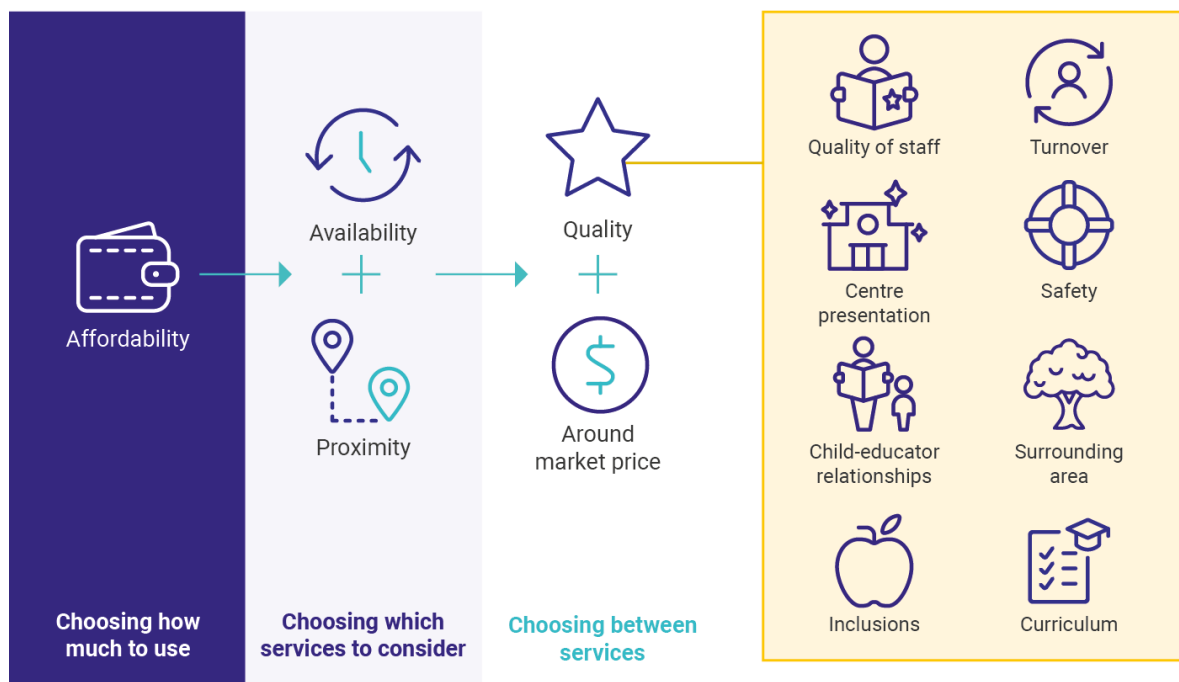 Affordability
Choosing how
much to use
Availability
Proximity
Choosing which
services to consider
Quality
$
Around
market price
Choosing between
services
Quality of staff
Turnover
Centre
presentation
Safety
Child-educator
relationships
Surrounding
area
Inclusions
Curriculum